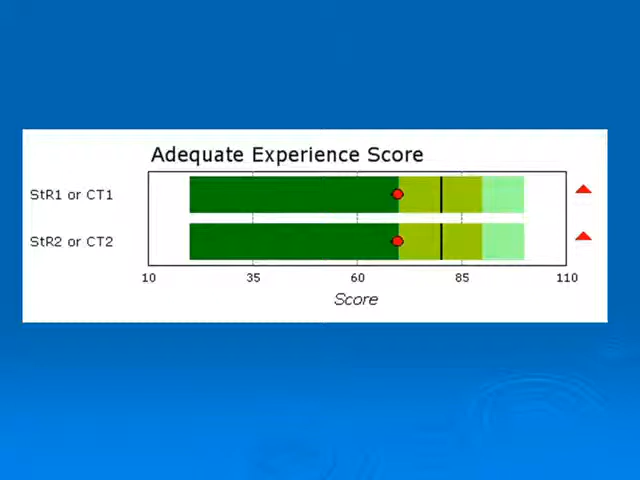 Adequate Experience Score
StR1 or CT1
StR2 or CT2
10 35 60 85 110
Score